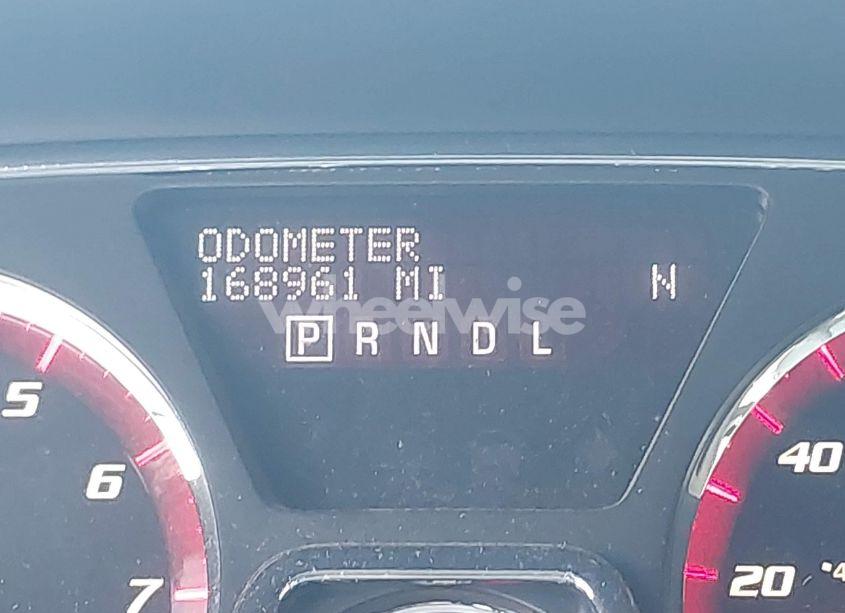 ODOMETER
168961 MI N
wheelwise
P R N D L
5
6
7
40
20